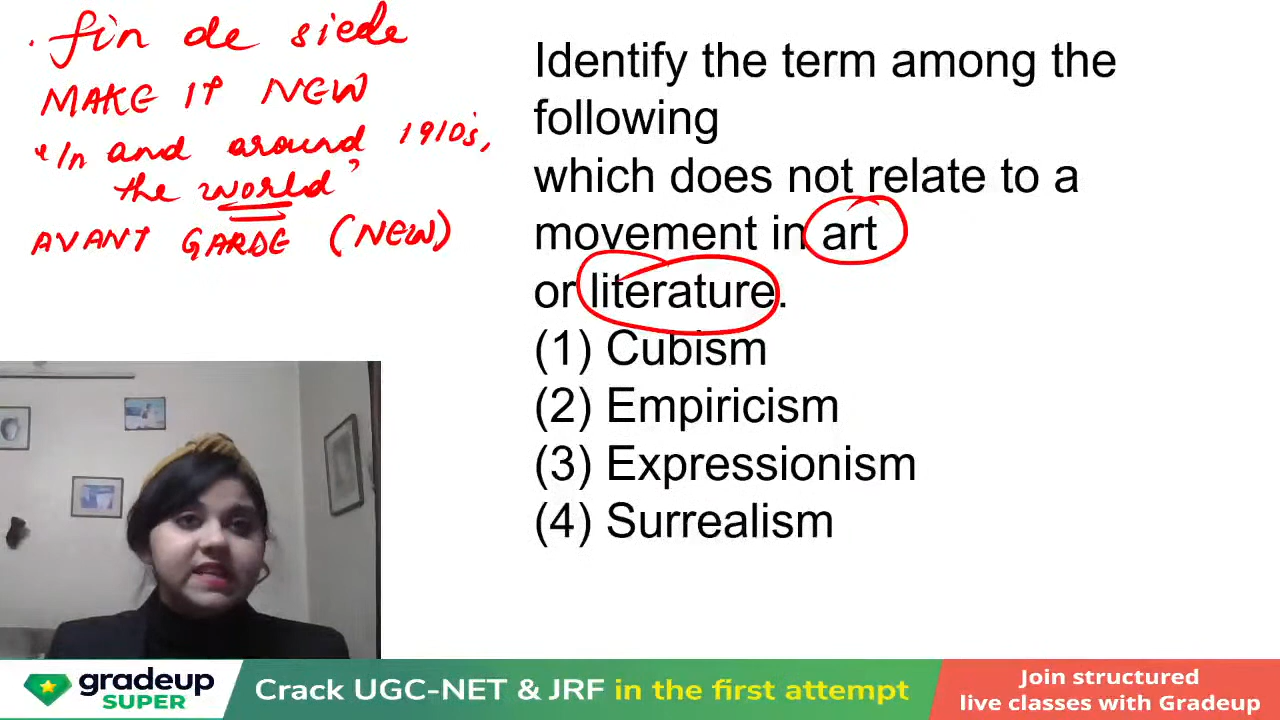 . fin de siede
MAKE IT NEW
"In and around 1910's,
the world"
AVANT GARDE (NEW)
Identify the term among the
following
which does not relate to a
movement in art
or literature.
(1) Cubism
(2) Empiricism
(3) Expressionism
(4) Surrealism
gradeup
SUPER
Crack UGC-NET & JRF in the first attempt
Join structured
live classes with Gradeup